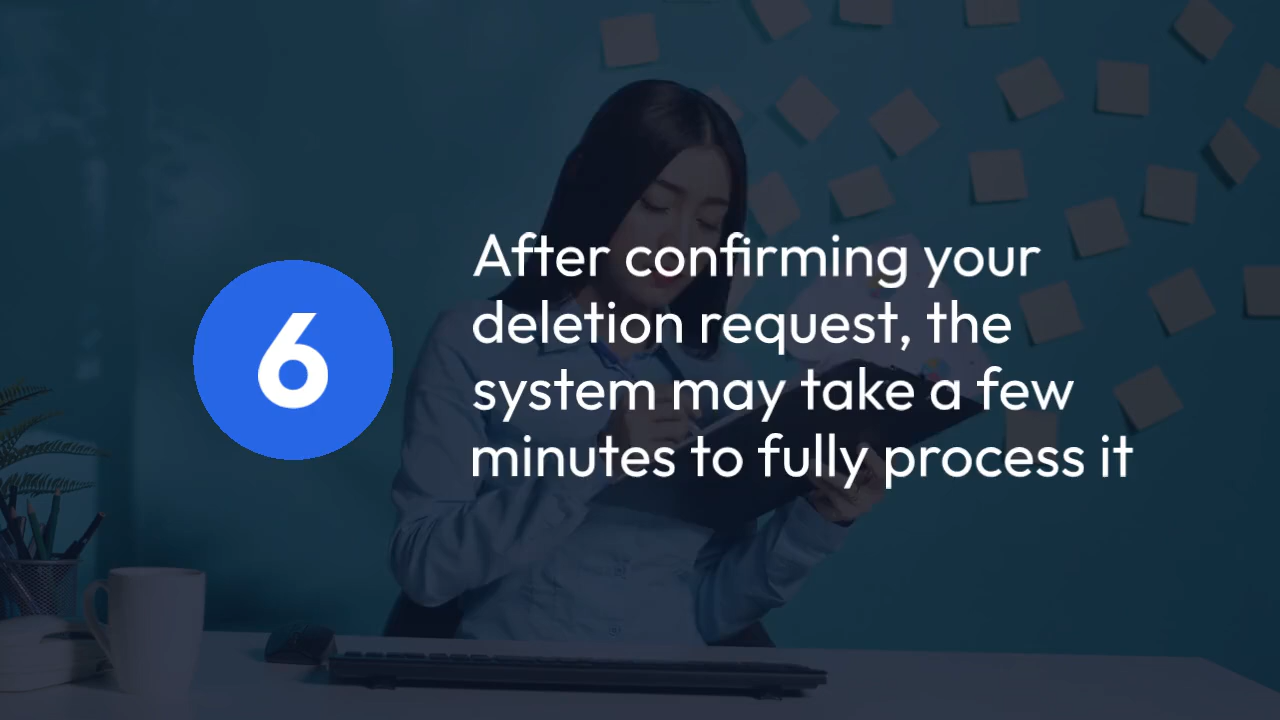 6
After confirming your
deletion request, the
system may take a few
minutes to fully process it